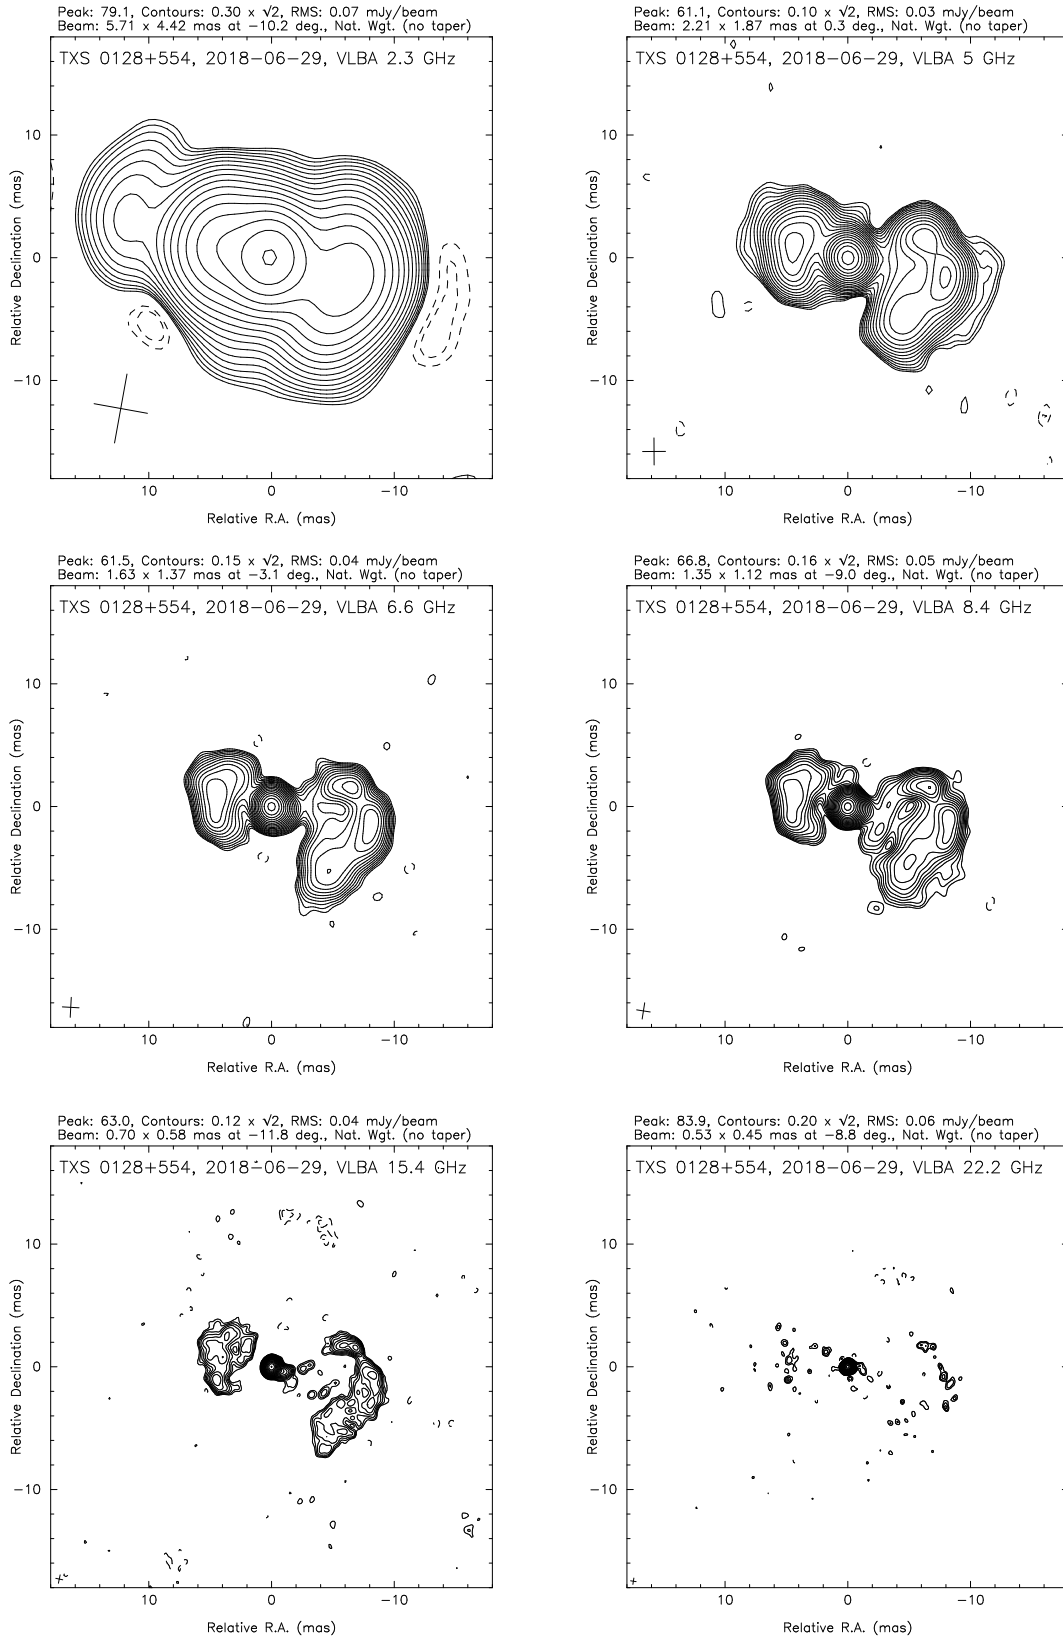 Peak: 79.1, Contours: 0.30 x √2, RMS: 0.07 mJy/beam
Beam: 5.71 x 4.42 mas at −10.2 deg., Nat. Wgt. (no taper)
TXS 0128+554, 2018−06−29, VLBA 2.3 GHz
10
0
−10
Relative Declination (mas)
10 0 −10
Relative R.A. (mas)
Peak: 61.1, Contours: 0.10 x √2, RMS: 0.03 mJy/beam
Beam: 2.21 x 1.87 mas at 0.3 deg., Nat. Wgt. (no taper)
TXS 0128+554, 2018−06−29, VLBA 5 GHz
10
0
−10
Relative Declination (mas)
10 0 −10
Relative R.A. (mas)
Peak: 61.5, Contours: 0.15 x √2, RMS: 0.04 mJy/beam
Beam: 1.63 x 1.37 mas at −3.1 deg., Nat. Wgt. (no taper)
TXS 0128+554, 2018−06−29, VLBA 6.6 GHz
10
0
−10
Relative Declination (mas)
10 0 −10
Relative R.A. (mas)
Peak: 66.8, Contours: 0.16 x √2, RMS: 0.05 mJy/beam
Beam: 1.35 x 1.12 mas at −9.0 deg., Nat. Wgt. (no taper)
TXS 0128+554, 2018−06−29, VLBA 8.4 GHz
10
0
−10
Relative Declination (mas)
10 0 −10
Relative R.A. (mas)
Peak: 63.0, Contours: 0.12 x √2, RMS: 0.04 mJy/beam
Beam: 0.70 x 0.58 mas at −11.8 deg., Nat. Wgt. (no taper)
TXS 0128+554, 2018−06−29, VLBA 15.4 GHz
10
0
−10
Relative Declination (mas)
10 0 −10
Relative R.A. (mas)
Peak: 83.9, Contours: 0.20 x √2, RMS: 0.06 mJy/beam
Beam: 0.53 x 0.45 mas at −8.8 deg., Nat. Wgt. (no taper)
TXS 0128+554, 2018−06−29, VLBA 22.2 GHz
10
0
−10
Relative Declination (mas)
10 0 −10
Relative R.A. (mas)